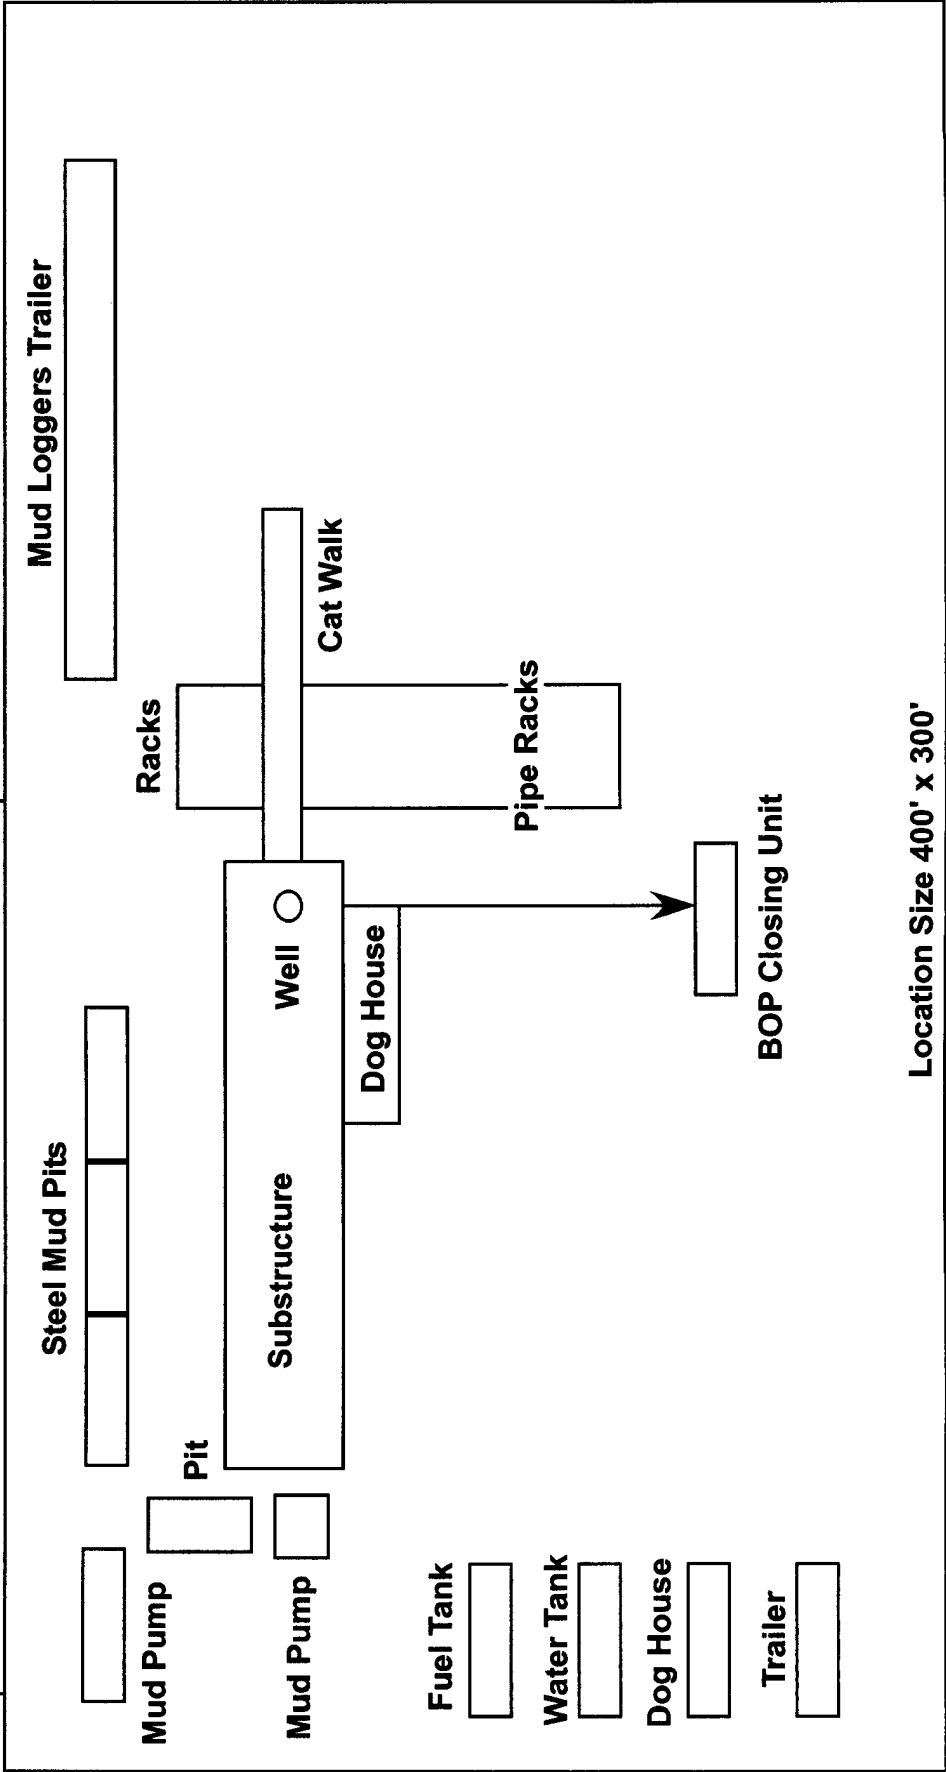 Mud Loggers Trailer
Steel Mud Pits
Racks
Pit
Mud Pump
Cat Walk
Well
Substructure
Mud Pump
Dog House
Pipe Racks
Fuel Tank
Water Tank
Dog House
Trailer
BOP Closing Unit
Location Size 400' x 300'